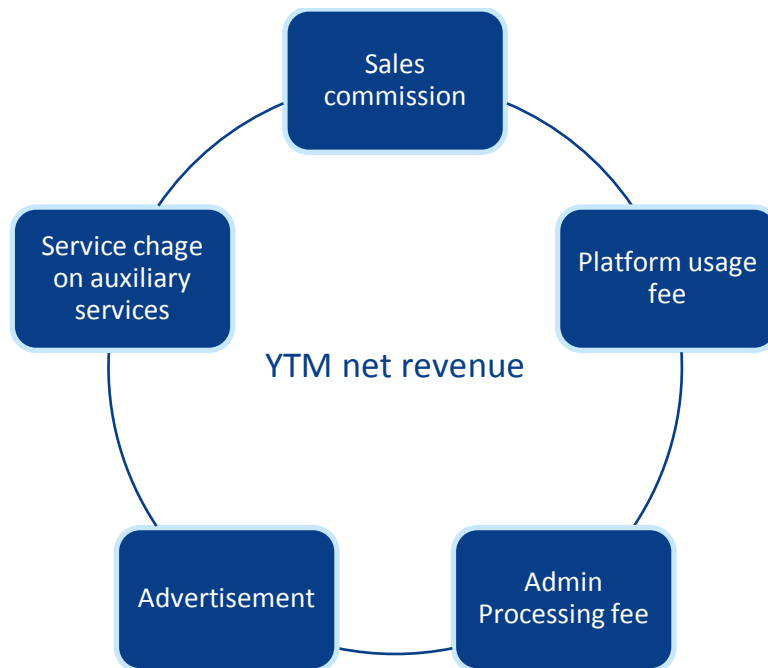 Sales
commission
Service chage
on auxiliary
services
Platform usage
fee
YTM net revenue
Advertisement
Admin
Processing fee